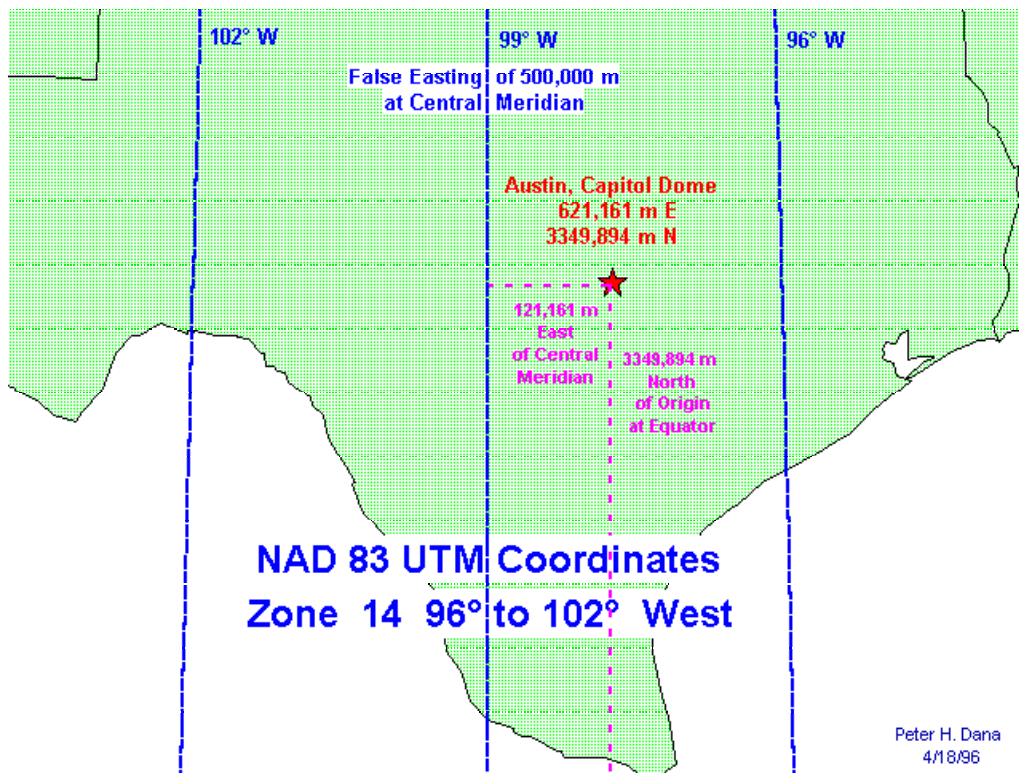 102° W
99° W
96° W
False Easting of 500,000 m
at Central Meridian
Austin, Capitol Dome
621,161 m E
3349,894 m N
121,161 m
East
of Central
Meridian
3349,894 m
North
of Origin
at Equator
NAD 83 UTM Coordinates
Zone 14 96° to 102° West
Peter H. Dana
4/18/96